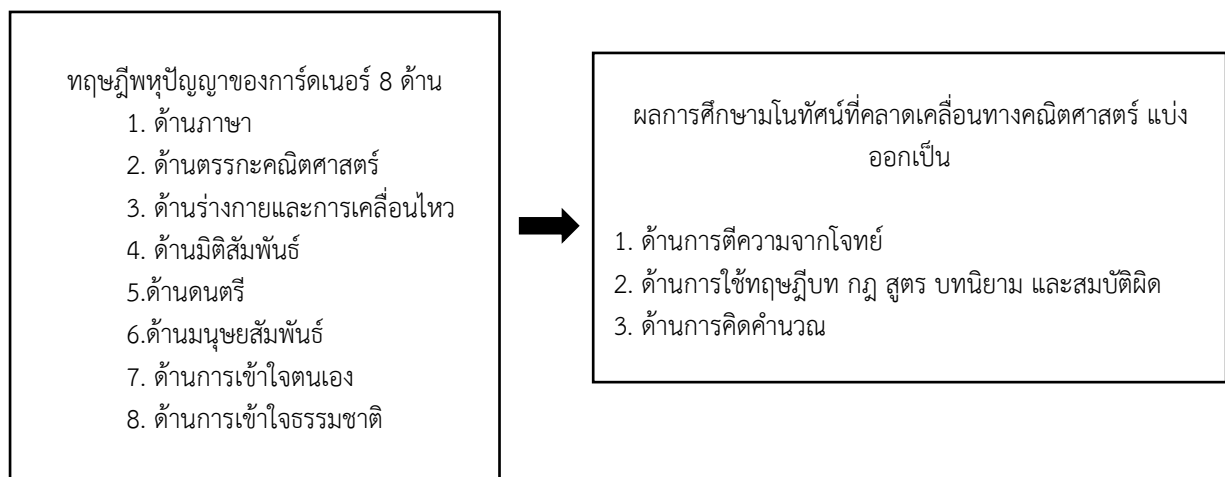 ทฤษฎีพหุปัญญาของการ์ดเนอร์ 8 ด้าน
1. ด้านภาษา
2. ด้านตรรกะคณิตศาสตร์
3. ด้านร่างกายและการเคลื่อนไหว
4. ด้านมิติสัมพันธ์
5.ด้านดนตรี
6.ด้านมนุษยสัมพันธ์
7. ด้านการเข้าใจตนเอง
8. ด้านการเข้าใจธรรมชาติ
ผลการศึกษามโนทัศน์ที่คลาดเคลื่อนทางคณิตศาสตร์ แบ่ง
ออกเป็น
1. ด้านการตีความจากโจทย์
2. ด้านการใช้ทฤษฎีบท กฎ สูตร บทนิยาม และสมบัติผิด
3. ด้านการคิดคำนวณ